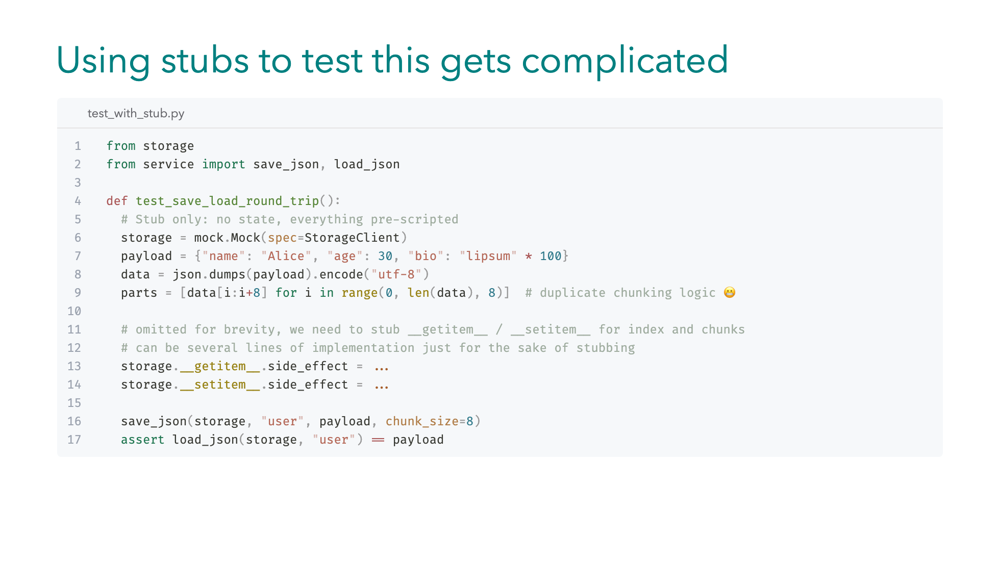 Using stubs to test this gets complicated
test_with_stub.py
1 from storage
2 from service import save_json, load_json
3
4 def test_save_load_round_trip():
5   # Stub only: no state, everything pre-scripted
6   storage = mock.Mock(spec=StorageClient)
7   payload = {"name": "Alice", "age": 30, "bio": "lipsum" * 100}
8   data = json.dumps(payload).encode("utf-8")
9   parts = [data[i:i+8] for i in range(0, len(data), 8)]  # duplicate chunking logic 😬
10
11   # omitted for brevity, we need to stub __getitem__ / __setitem__ for index and chunks
12   # can be several lines of implementation just for the sake of stubbing
13   storage.__getitem__.side_effect = ...
14   storage.__setitem__.side_effect = ...
15
16   save_json(storage, "user", payload, chunk_size=8)
17   assert load_json(storage, "user") == payload